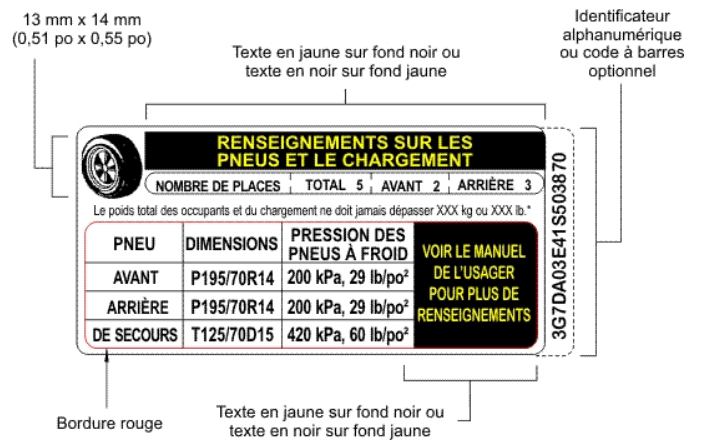 13 mm x 14 mm
(0,51 po x 0,55 po)
Texte en jaune sur fond noir ou
texte en noir sur fond jaune
Identificateur
alphanumérique
ou code à barres
optionnel
RENSEIGNEMENTS SUR LES
PNEUS ET LE CHARGEMENT
NOMBRE DE PLACES TOTAL 5 AVANT 2 ARRIÈRE 3
Le poids total des occupants et du chargement ne doit jamais dépasser XXX kg ou XXX lb.*
PNEU DIMENSIONS PRESSION DES
PNEUS À FROID
AVANT P195/70R14 200 kPa, 29 lb/po²
ARRIÈRE P195/70R14 200 kPa, 29 lb/po²
DE SECOURS T125/70D15 420 kPa, 60 lb/po²
VOIR LE MANUEL
DE L'USAGER
POUR PLUS DE
RENSEIGNEMENTS
3G7DA03E41S503870
Bordure rouge
Texte en jaune sur fond noir ou
texte en noir sur fond jaune